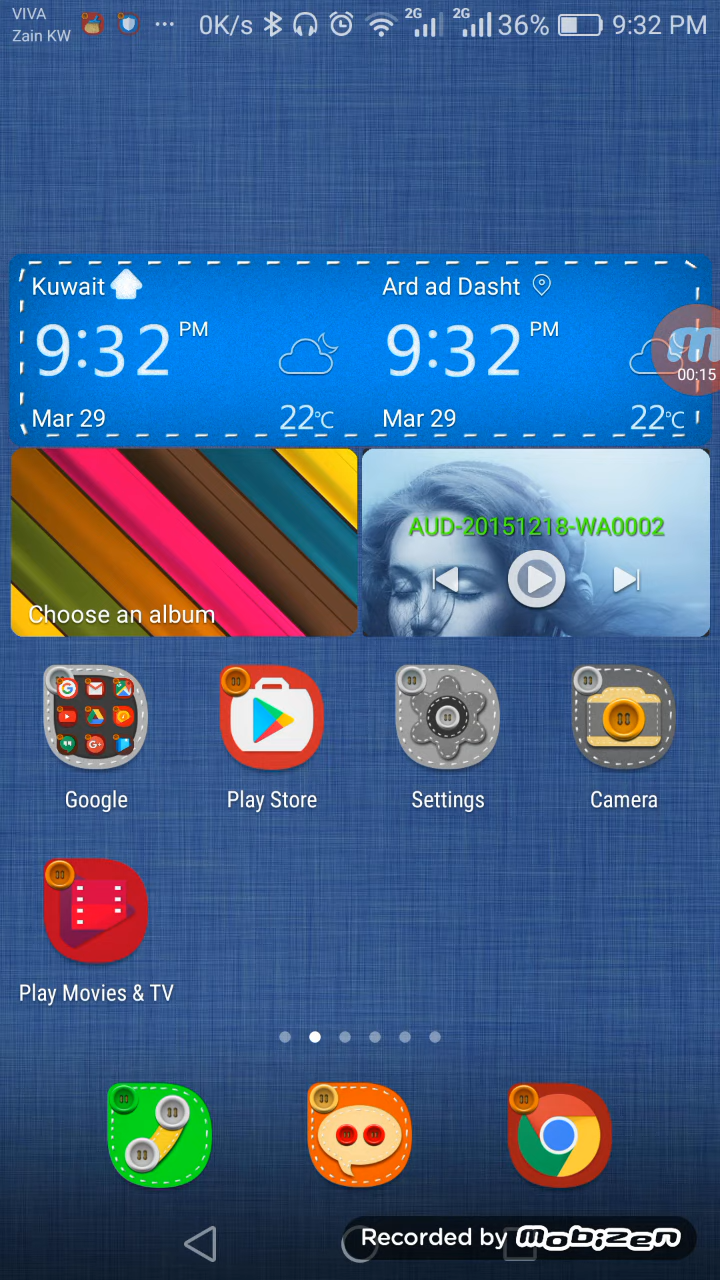 VIVA
Zain KW
... 0K/s 2G 2G 36% 9:32 PM
Kuwait
9:32 PM
Mar 29
22°C
Ard ad Dasht
9:32 PM
Mar 29
22°C
m
00:15
Choose an album
AUD-20151218-WA0002
Google
Play Store
Settings
Camera
Play Movies & TV
Recorded by mobizen